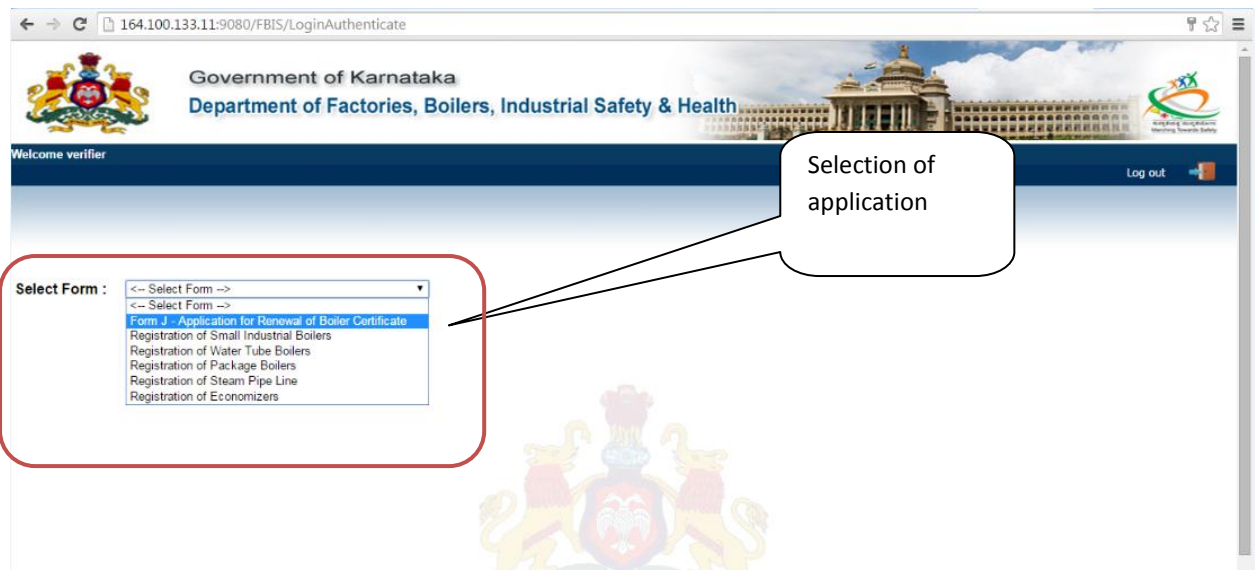 164.100.133.11:9080/FBIS/LoginAuthenticate
Government of Karnataka
Department of Factories, Boilers, Industrial Safety & Health
Welcome verifier
Log out
Selection of
application
Select Form :
<-- Select Form -->
<-- Select Form -->
Form J - Application for Renewal of Boiler Certificate
Registration of Small Industrial Boilers
Registration of Water Tube Boilers
Registration of Package Boilers
Registration of Steam Pipe Line
Registration of Economizers